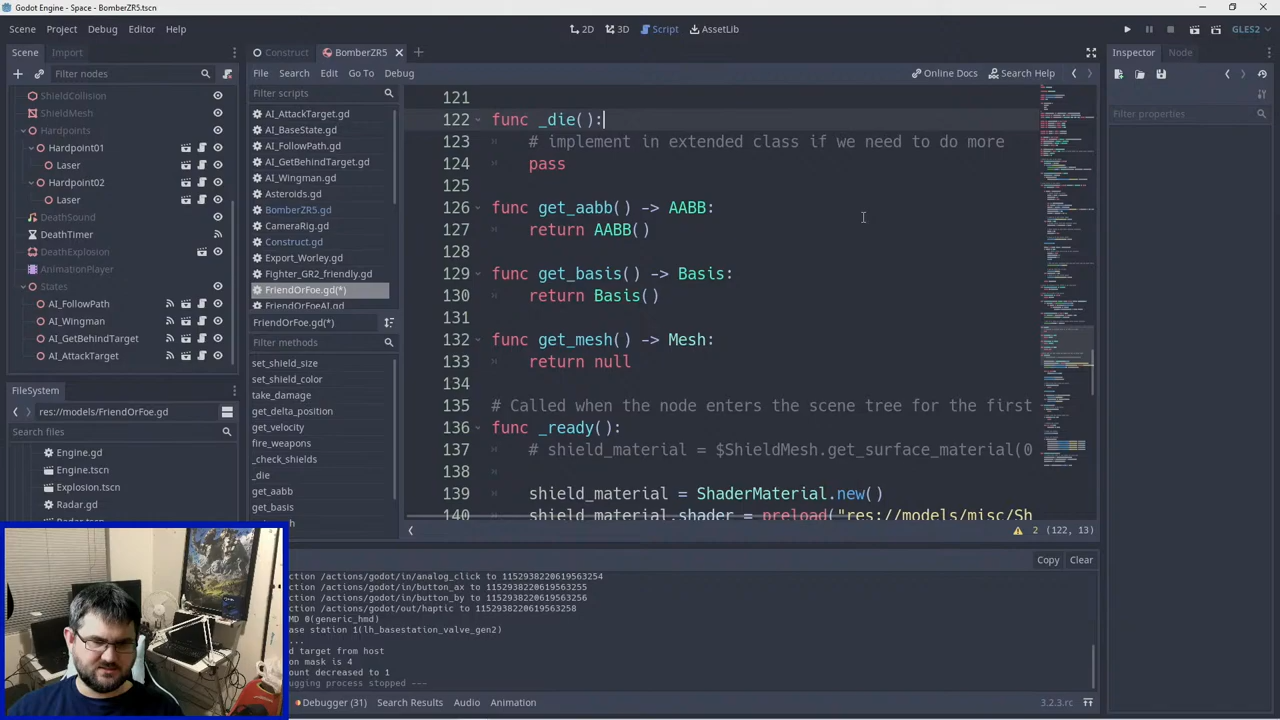 Godot Engine - Space - BomberZR5.tscn
Scene Project Debug Editor Help
2D 3D Script AssetLib
GLES2
Scene Import
Filter nodes
ShieldCollision
ShieldMesh
Hardpoints
Hardpoint01
Laser
Hardpoint02
Laser
DeathSound
DeathTimer
DeathExplosion
AnimationPlayer
States
AI_FollowPath
AI_Wingman
AI_GetBehindTarget
AI_AttackTarget
FileSystem
res://models/FriendOrFoe.gd
Search files
Engine.gd
Engine.tscn
Explosion.tscn
Radar.gd
Construct BomberZR5
File Search Edit Go To Debug
Online Docs Search Help
Filter scripts
AI_AttackTarget.gd
AI_BaseState.gd
AI_FollowPath.gd
AI_GetBehindTarget.gd
AI_Wingman.gd
Asteroids.gd
BomberZR5.gd
CameraRig.gd
Construct.gd
Export_Worley.gd
Fighter_GR2_friendly.gd
FriendOrFoe.gd(*)
FriendOrFoeAI.gd
FriendOrFoe.gd(*)
Filter methods
set_shield_size
set_shield_color
take_damage
get_delta_position
get_velocity
fire_weapons
_check_shields
_die
get_aabb
get_basis
121
122 func _die():
123 # implement in extended class if we need to do more
124 pass
125
126 func get_aabb() -> AABB:
127 return AABB()
128
129 func get_basis() -> Basis:
130 return Basis()
131
132 func get_mesh() -> Mesh:
133 return null
134
135 # Called when the node enters the scene tree for the first
136 func _ready():
137 # shield_material = $ShieldMesh.get_surface_material(0
138
139 shield_material = ShaderMaterial.new()
140 shield_material.shader = preload("res://models/misc/Sh
2 (122, 13)
Inspector Node
Filter properties
Copy Clear
ction /actions/godot/in/analog_click to 1152938220619563254
ction /actions/godot/in/button_ax to 1152938220619563255
ction /actions/godot/in/button_by to 1152938220619563256
ction /actions/godot/out/haptic to 1152938220619563258
MD 0(generic_hmd)
ase station 1(lh_basestation_valve_gen2)
...
d target from host
on mask is 4
ount decreased to 1
ugging process stopped ---
Debugger (31) Search Results Audio Animation
3.2.3.rc